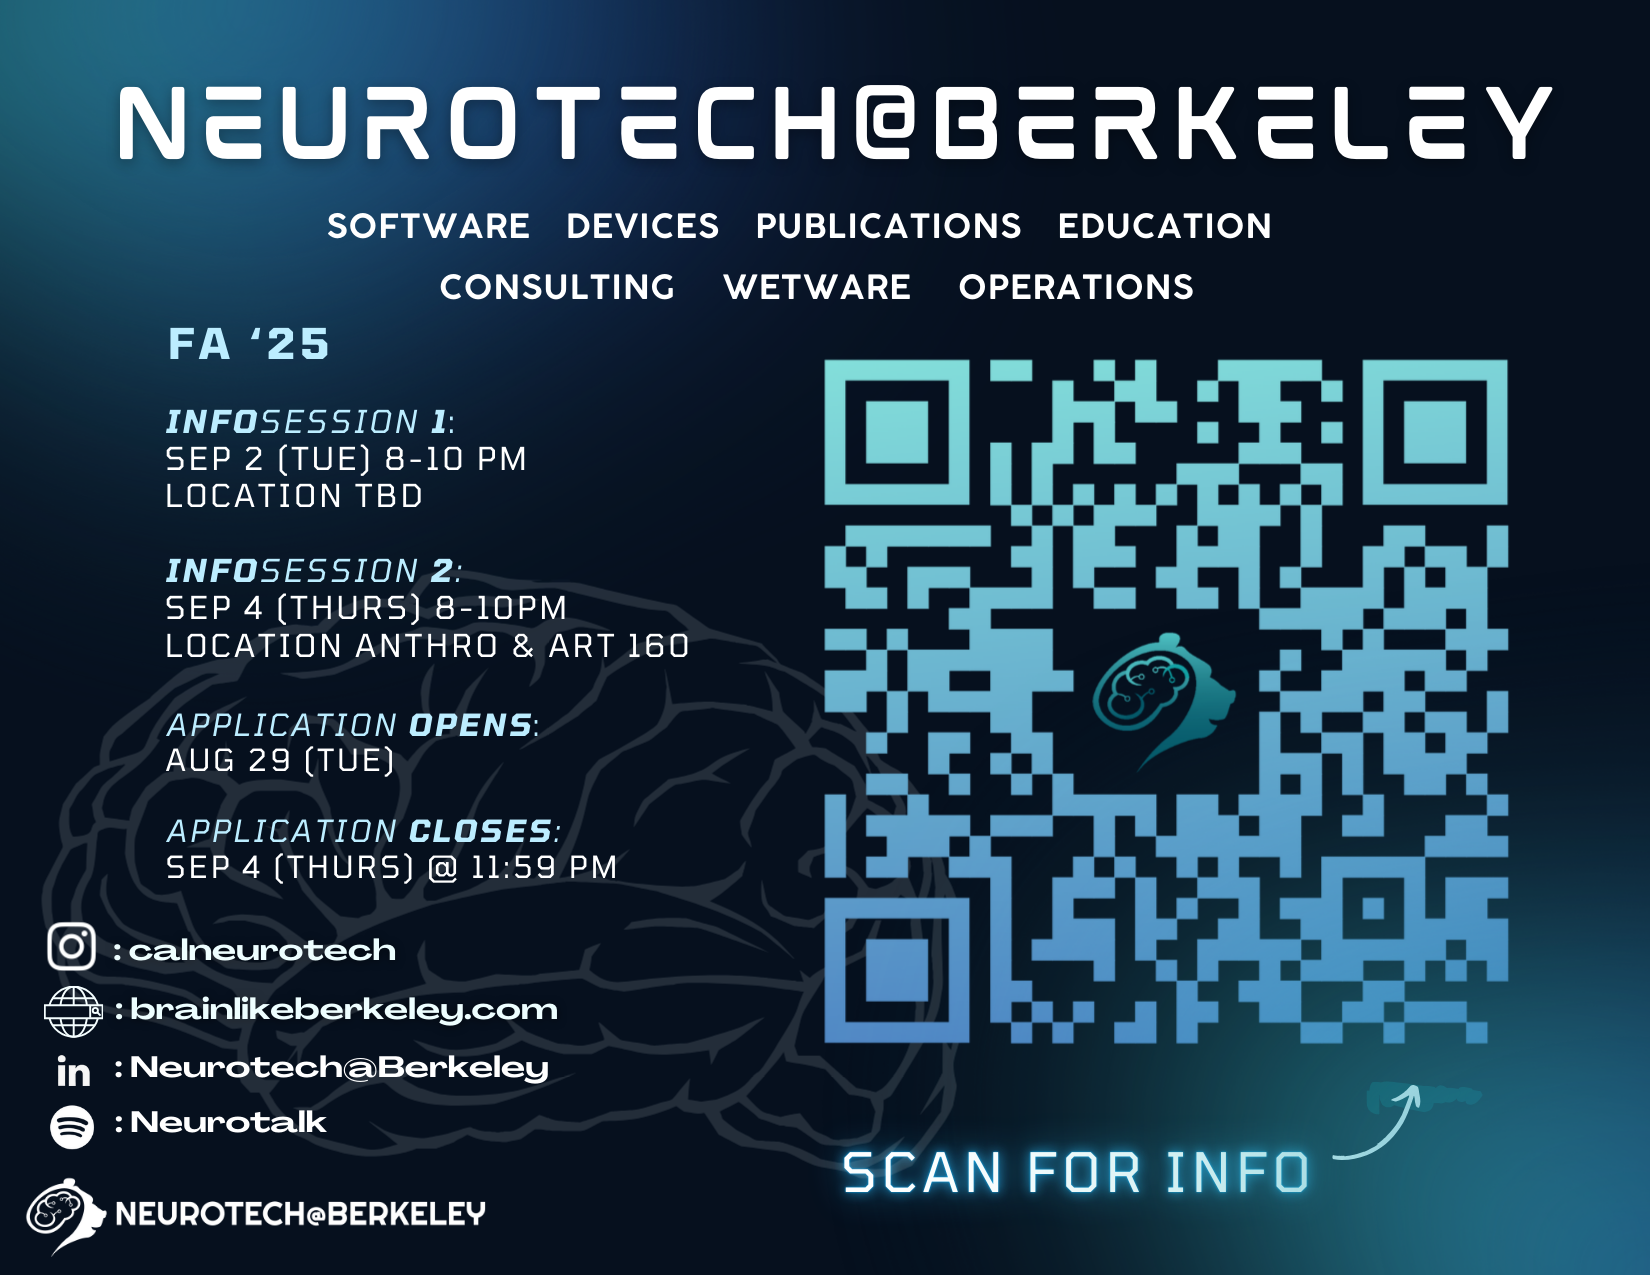 NEUROTECH@BERKELEY
SOFTWARE DEVICES PUBLICATIONS EDUCATION
CONSULTING WETWARE OPERATIONS
FA ‘25
INFOSESSION 1:
SEP 2 (TUE) 8-10 PM
LOCATION TBD
INFOSESSION 2:
SEP 4 (THURS) 8-10PM
LOCATION ANTHRO & ART 160
APPLICATION OPENS:
AUG 29 (TUE)
APPLICATION CLOSES:
SEP 4 (THURS) @ 11:59 PM
: calneurotech
: brainlikeberkeley.com
in : Neurotech@Berkeley
: Neurotalk
NEUROTECH@BERKELEY
SCAN FOR INFO